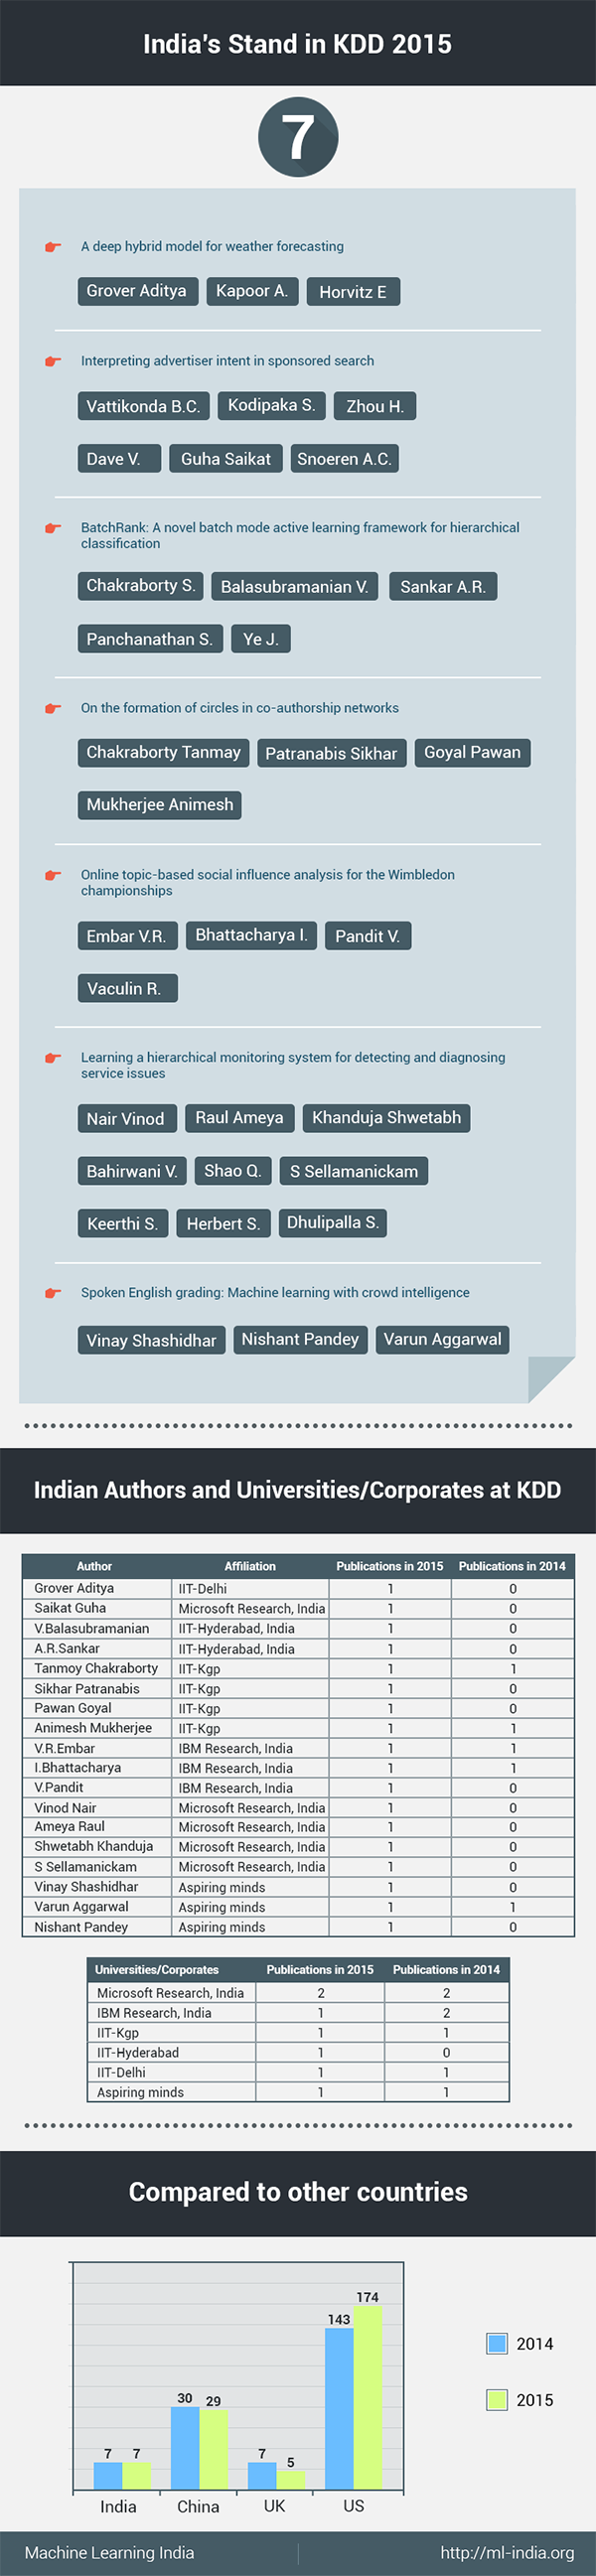 India's Stand in KDD 2015
7
A deep hybrid model for weather forecasting
Grover Aditya Kapoor A. Horvitz E
Interpreting advertiser intent in sponsored search
Vattikonda B.C. Kodipaka S. Zhou H.
Dave V. Guha Saikat Snoeren A.C.
BatchRank: A novel batch mode active learning framework for hierarchical
classification
Chakraborty S. Balasubramanian V. Sankar A.R.
Panchanathan S. Ye J.
On the formation of circles in co-authorship networks
Chakraborty Tanmay Patranabis Sikhar Goyal Pawan
Mukherjee Animesh
Online topic-based social influence analysis for the Wimbledon
championships
Embar V.R. Bhattacharya I. Pandit V.
Vaculin R.
Learning a hierarchical monitoring system for detecting and diagnosing
service issues
Nair Vinod Raul Ameya Khanduja Shwetabh
Bahirwani V. Shao Q. S Sellamanickam
Keerthi S. Herbert S. Dhulipalla S.
Spoken English grading: Machine learning with crowd intelligence
Vinay Shashidhar Nishant Pandey Varun Aggarwal
Indian Authors and Universities/Corporates at KDD
Author Affiliation Publications in 2015 Publications in 2014
Grover Aditya IIT-Delhi 1 0
Saikat Guha Microsoft Research, India 1 0
V.Balasubramanian IIT-Hyderabad, India 1 0
A.R.Sankar IIT-Hyderabad, India 1 0
Tanmoy Chakraborty IIT-Kgp 1 1
Sikhar Patranabis IIT-Kgp 1 0
Pawan Goyal IIT-Kgp 1 0
Animesh Mukherjee IIT-Kgp 1 1
V.R.Embar IBM Research, India 1 1
I.Bhattacharya IBM Research, India 1 1
V.Pandit IBM Research, India 1 0
Vinod Nair Microsoft Research, India 1 0
Ameya Raul Microsoft Research, India 1 0
Shwetabh Khanduja Microsoft Research, India 1 0
S Sellamanickam Microsoft Research, India 1 0
Vinay Shashidhar Aspiring minds 1 0
Varun Aggarwal Aspiring minds 1 1
Nishant Pandey Aspiring minds 1 0
Universities/Corporates Publications in 2015 Publications in 2014
Microsoft Research, India 2 2
IBM Research, India 1 2
IIT-Kgp 1 1
IIT-Hyderabad 1 0
IIT-Delhi 1 1
Aspiring minds 1 1
Compared to other countries
174
143
2014
30 29
2015
7 7 7 5
India China UK US
Machine Learning India http://ml-india.org